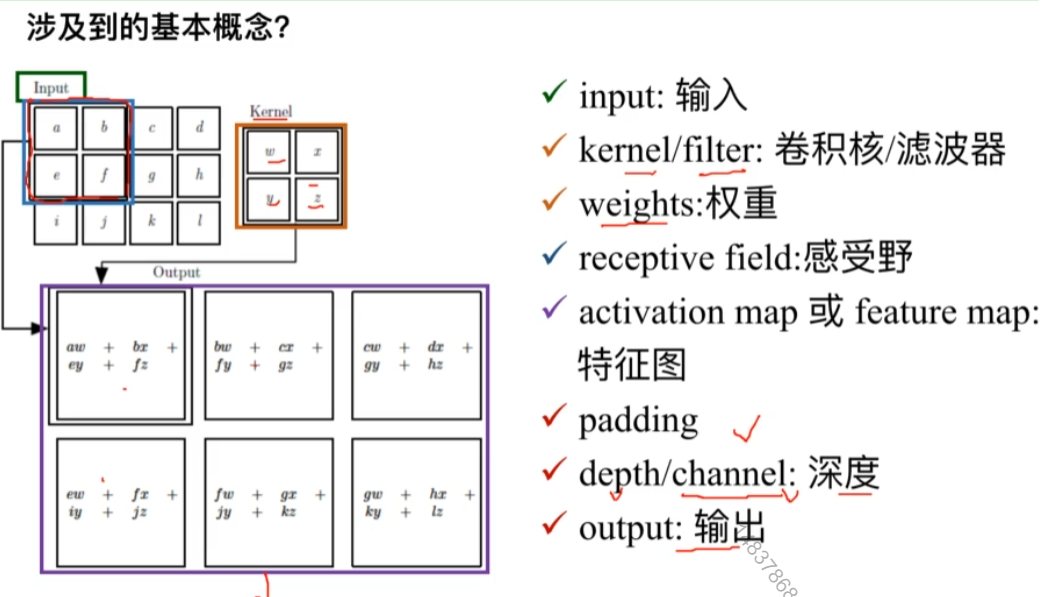 涉及到的基本概念?
Input
a b c d
e f g h
i j k l
Kernel
w x
y z
Output
aw + bx + ey + fz
bw + cx + fy + gz
cw + dx + gy + hz
ew + fx + iy + jz
fw + gx + jy + kz
gw + hx + ky + lz
✓ input: 输入
✓ kernel/filter: 卷积核/滤波器
✓ weights:权重
✓ receptive field:感受野
✓ activation map 或 feature map:
特征图
✓ padding
✓ depth/channel: 深度
✓ output: 输出